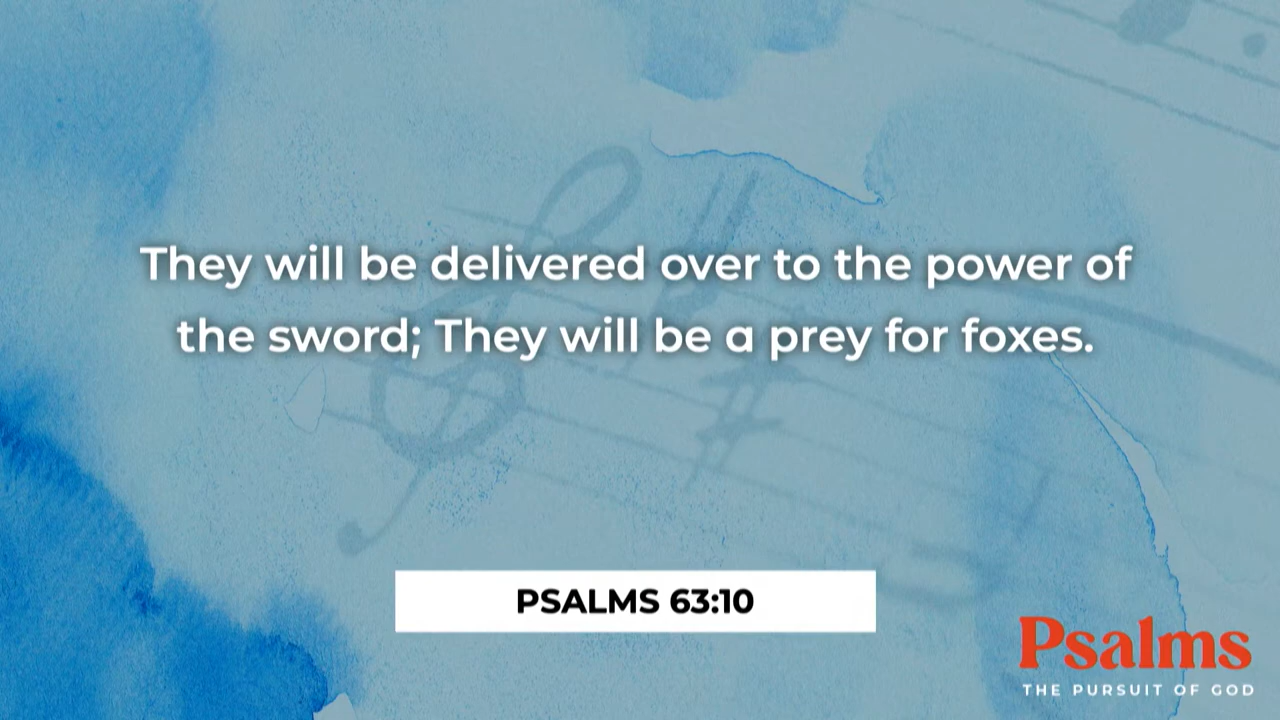 They will be delivered over to the power of
the sword; They will be a prey for foxes.
PSALMS 63:10
Psalms
THE PURSUIT OF GOD